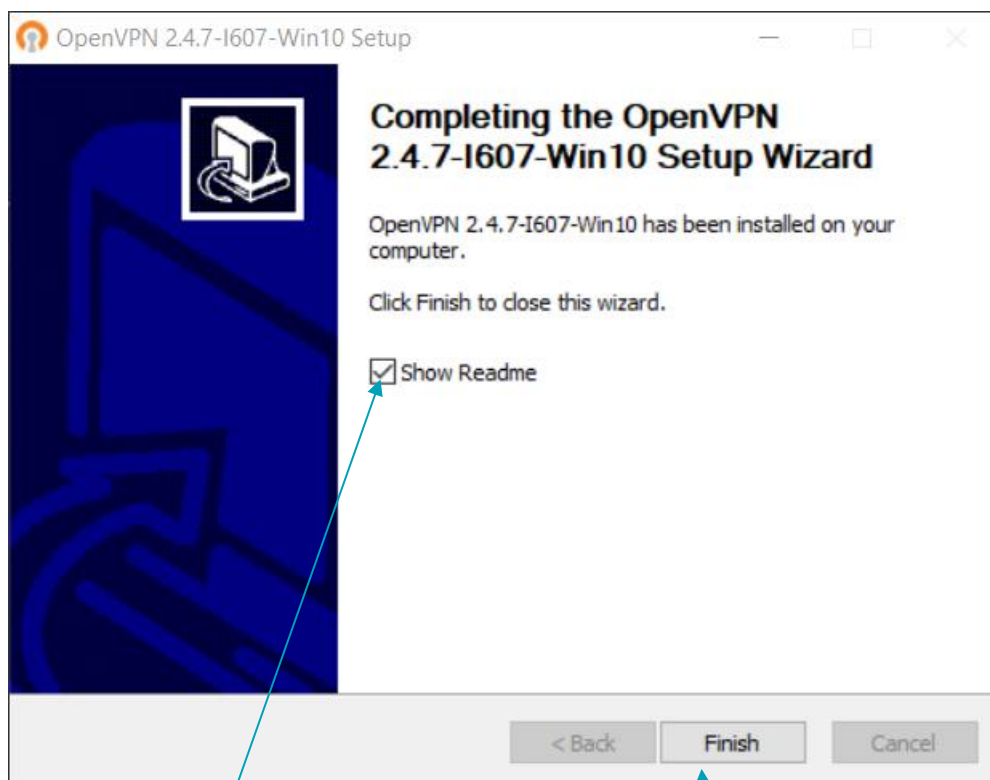 OpenVPN 2.4.7-I607-Win10 Setup
Completing the OpenVPN
2.4.7-I607-Win10 Setup Wizard
OpenVPN 2.4.7-I607-Win10 has been installed on your
computer.
Click Finish to close this wizard.
Show Readme
< Back
Finish
Cancel